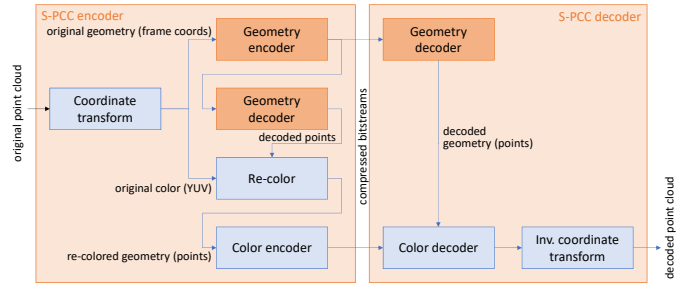 S-PCC encoder
S-PCC decoder
original geometry (frame coords)
Geometry
encoder
Geometry
decoder
original point cloud
Coordinate
transform
Geometry
decoder
decoded points
compressed bitstreams
decoded
geometry (points)
original color (YUV)
Re-color
re-colored geometry (points)
Color encoder
Color decoder
Inv. coordinate
transform
decoded point cloud